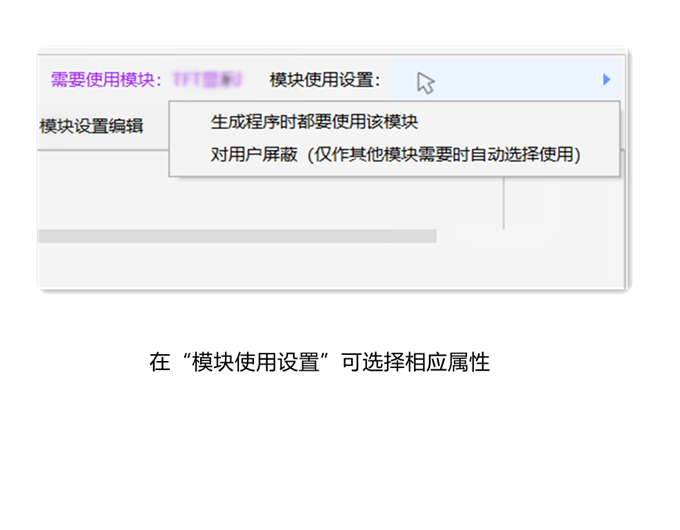 需要使用模块： 模块使用设置：
模块设置编辑
生成程序时都要使用该模块
对用户屏蔽（仅作其他模块需要时自动选择使用）
在“模块使用设置”可选择相应属性